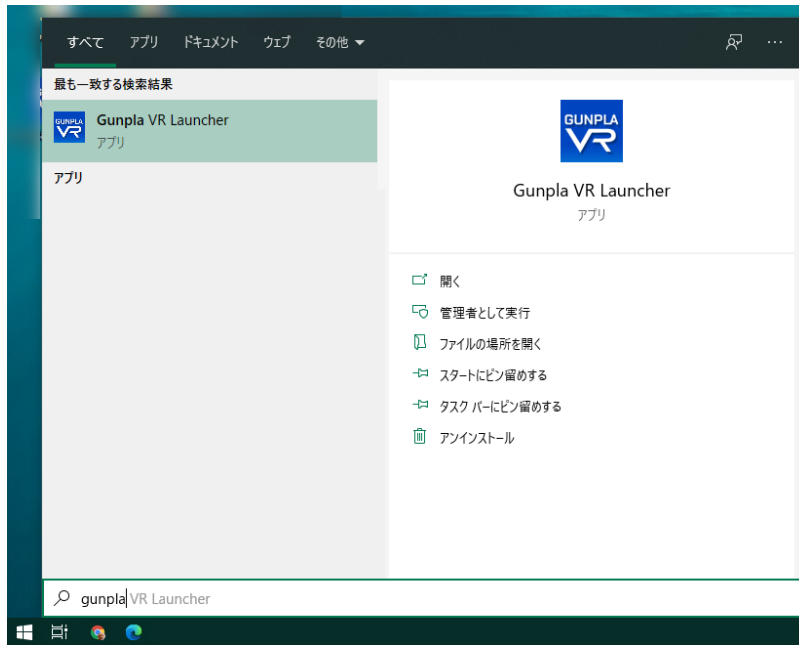 すべて アプリ ドキュメント ウェブ その他
最も一致する検索結果
GUNPLA
VR
Gunpla VR Launcher
アプリ
アプリ
GUNPLA
VR
Gunpla VR Launcher
アプリ
開く
管理者として実行
ファイルの場所を開く
スタートにピン留めする
タスク バーにピン留めする
アンインストール
gunpla VR Launcher